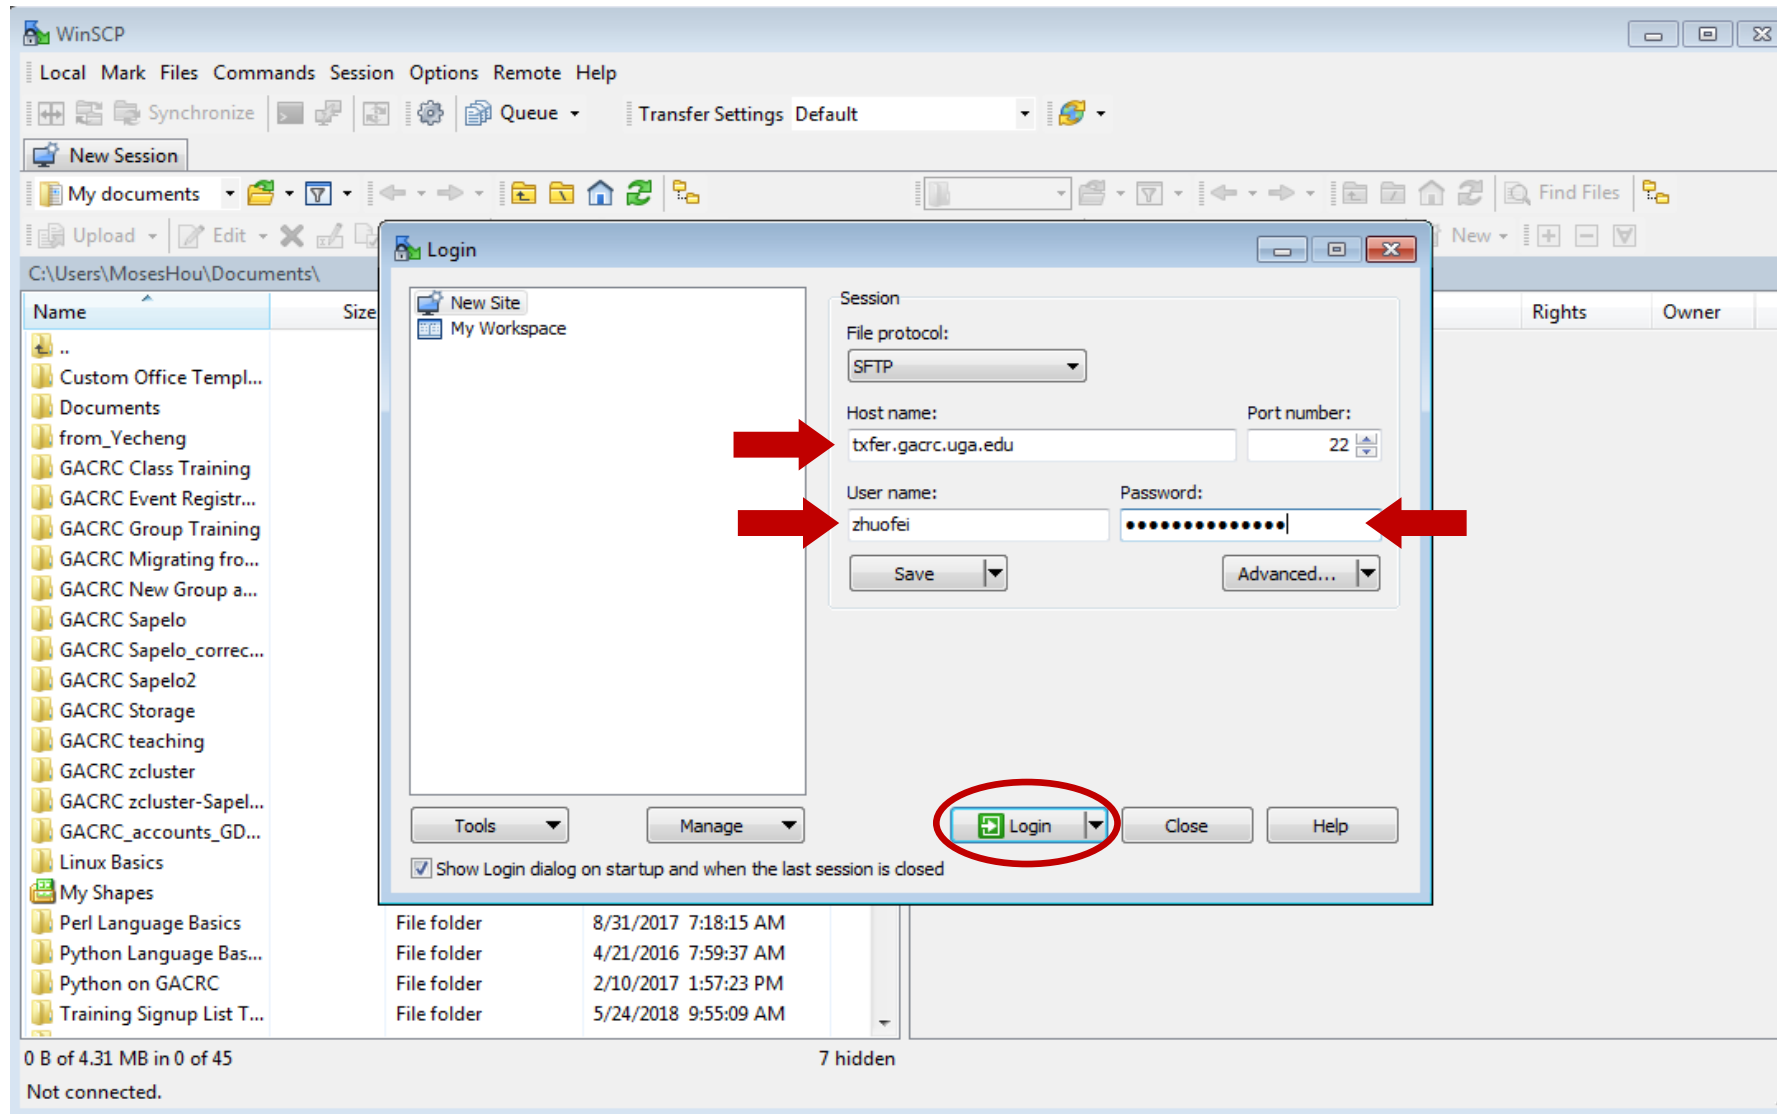 WinSCP
Local Mark Files Commands Session Options Remote Help
Synchronize Queue Transfer Settings Default
New Session
My documents Find Files
Upload Edit New
C:\Users\MosesHou\Documents\
Name Size Rights Owner
..
Custom Office Templ...
Documents
from_Yecheng
GACRC Class Training
GACRC Event Registr...
GACRC Group Training
GACRC Migrating fro...
GACRC New Group a...
GACRC Sapelo
GACRC Sapelo_correc...
GACRC Sapelo2
GACRC Storage
GACRC teaching
GACRC zcluster
GACRC zcluster-Sapel...
GACRC_accounts_GD...
Linux Basics
My Shapes
Perl Language Basics File folder 8/31/2017 7:18:15 AM
Python Language Bas... File folder 4/21/2016 7:59:37 AM
Python on GACRC File folder 2/10/2017 1:57:23 PM
Training Signup List T... File folder 5/24/2018 9:55:09 AM
Login
New Site
My Workspace
Session
File protocol:
SFTP
Host name: Port number:
txfer.gacrc.uga.edu 22
User name: Password:
zhuofei ●●●●●●●●●●●●●●
Save Advanced...
Tools Manage Login Close Help
Show Login dialog on startup and when the last session is closed
0 B of 4.31 MB in 0 of 45 7 hidden
Not connected.